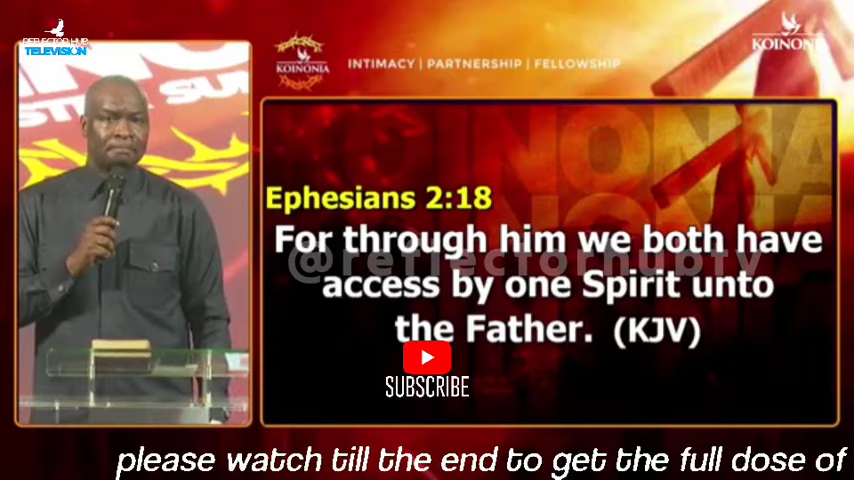 REFLECTOR HUB
TELEVISION
KOINONIA
INTIMACY | PARTNERSHIP | FELLOWSHIP
KOINONIA
KOINONIA
Ephesians 2:18
For through him we both have
@reflectorhubtv
access by one Spirit unto
the Father. (KJV)
SUBSCRIBE
please watch till the end to get the full dose of